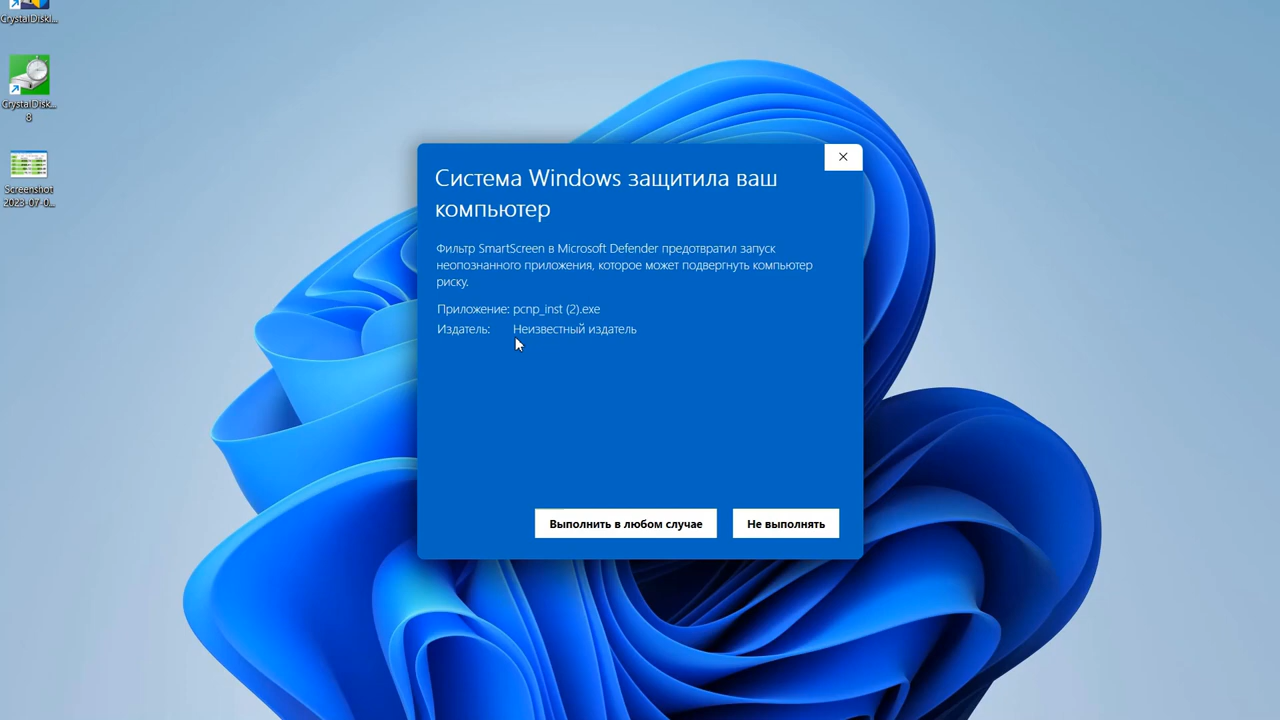 CrystalDiskI...
CrystalDisk...
8
Screenshot
2023-07-0...
Система Windows защитила ваш
компьютер
Фильтр SmartScreen в Microsoft Defender предотвратил запуск
неопознанного приложения, которое может подвергнуть компьютер
риску.
Приложение: pcnp_inst (2).exe
Издатель: Неизвестный издатель
Выполнить в любом случае Не выполнять